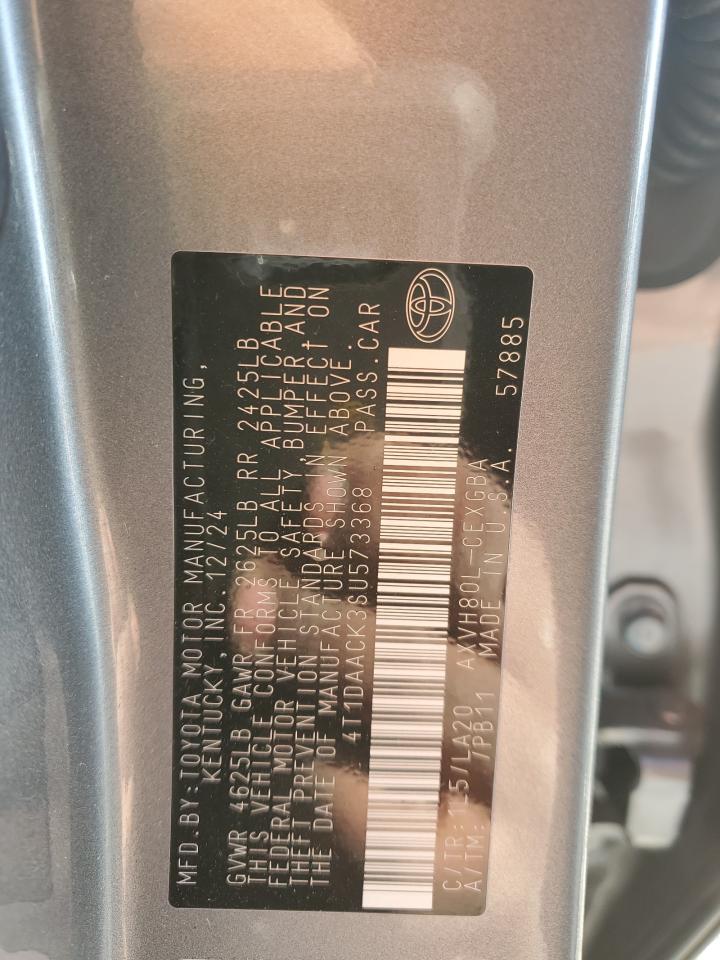 MFD.BY:TOYOTA MOTOR MANUFACTURING,
KENTUCKY, INC. 12/24
GVWR 4625LB GAWR FR 2625LB RR 2425LB
THIS VEHICLE CONFORMS TO ALL APPLICABLE
FEDERAL MOTOR VEHICLE SAFETY, BUMPER AND
THEFT PREVENTION STANDARDS IN EFFECT ON
THE DATE OF MANUFACTURE SHOWN ABOVE.
4T1DAACK3SU573368 PASS.CAR
C/TR: 1L5/LA20 AXVH80L-CEXGBA
A/TM: /PB11 MADE IN U.S.A. 57885